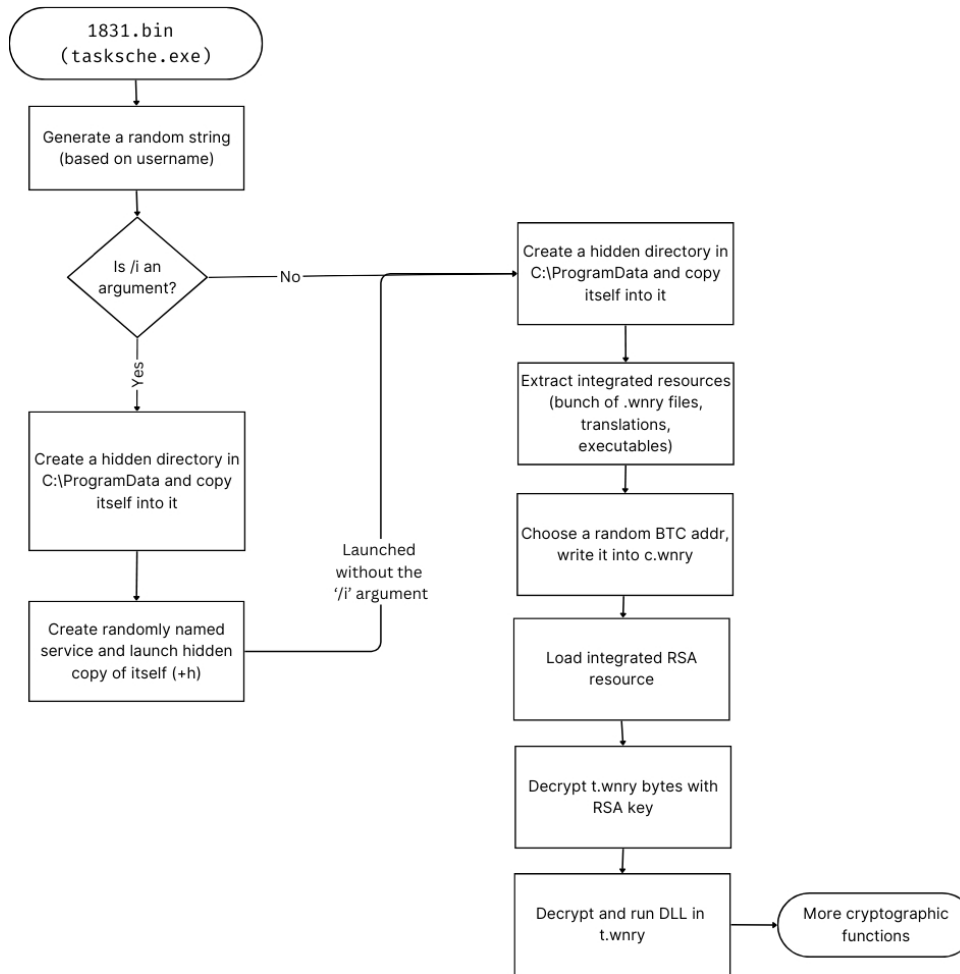 1831.bin
(tasksche.exe)
Generate a random string
(based on username)
Is /i an
argument?
No
Yes
Create a hidden directory in
C:\ProgramData and copy
itself into it
Create randomly named
service and launch hidden
copy of itself (+h)
Launched
without the
‘/i’ argument
Create a hidden directory in
C:\ProgramData and copy
itself into it
Extract integrated resources
(bunch of .wnry files,
translations,
executables)
Choose a random BTC addr,
write it into c.wnry
Load integrated RSA
resource
Decrypt t.wnry bytes with
RSA key
Decrypt and run DLL in
t.wnry
More cryptographic
functions